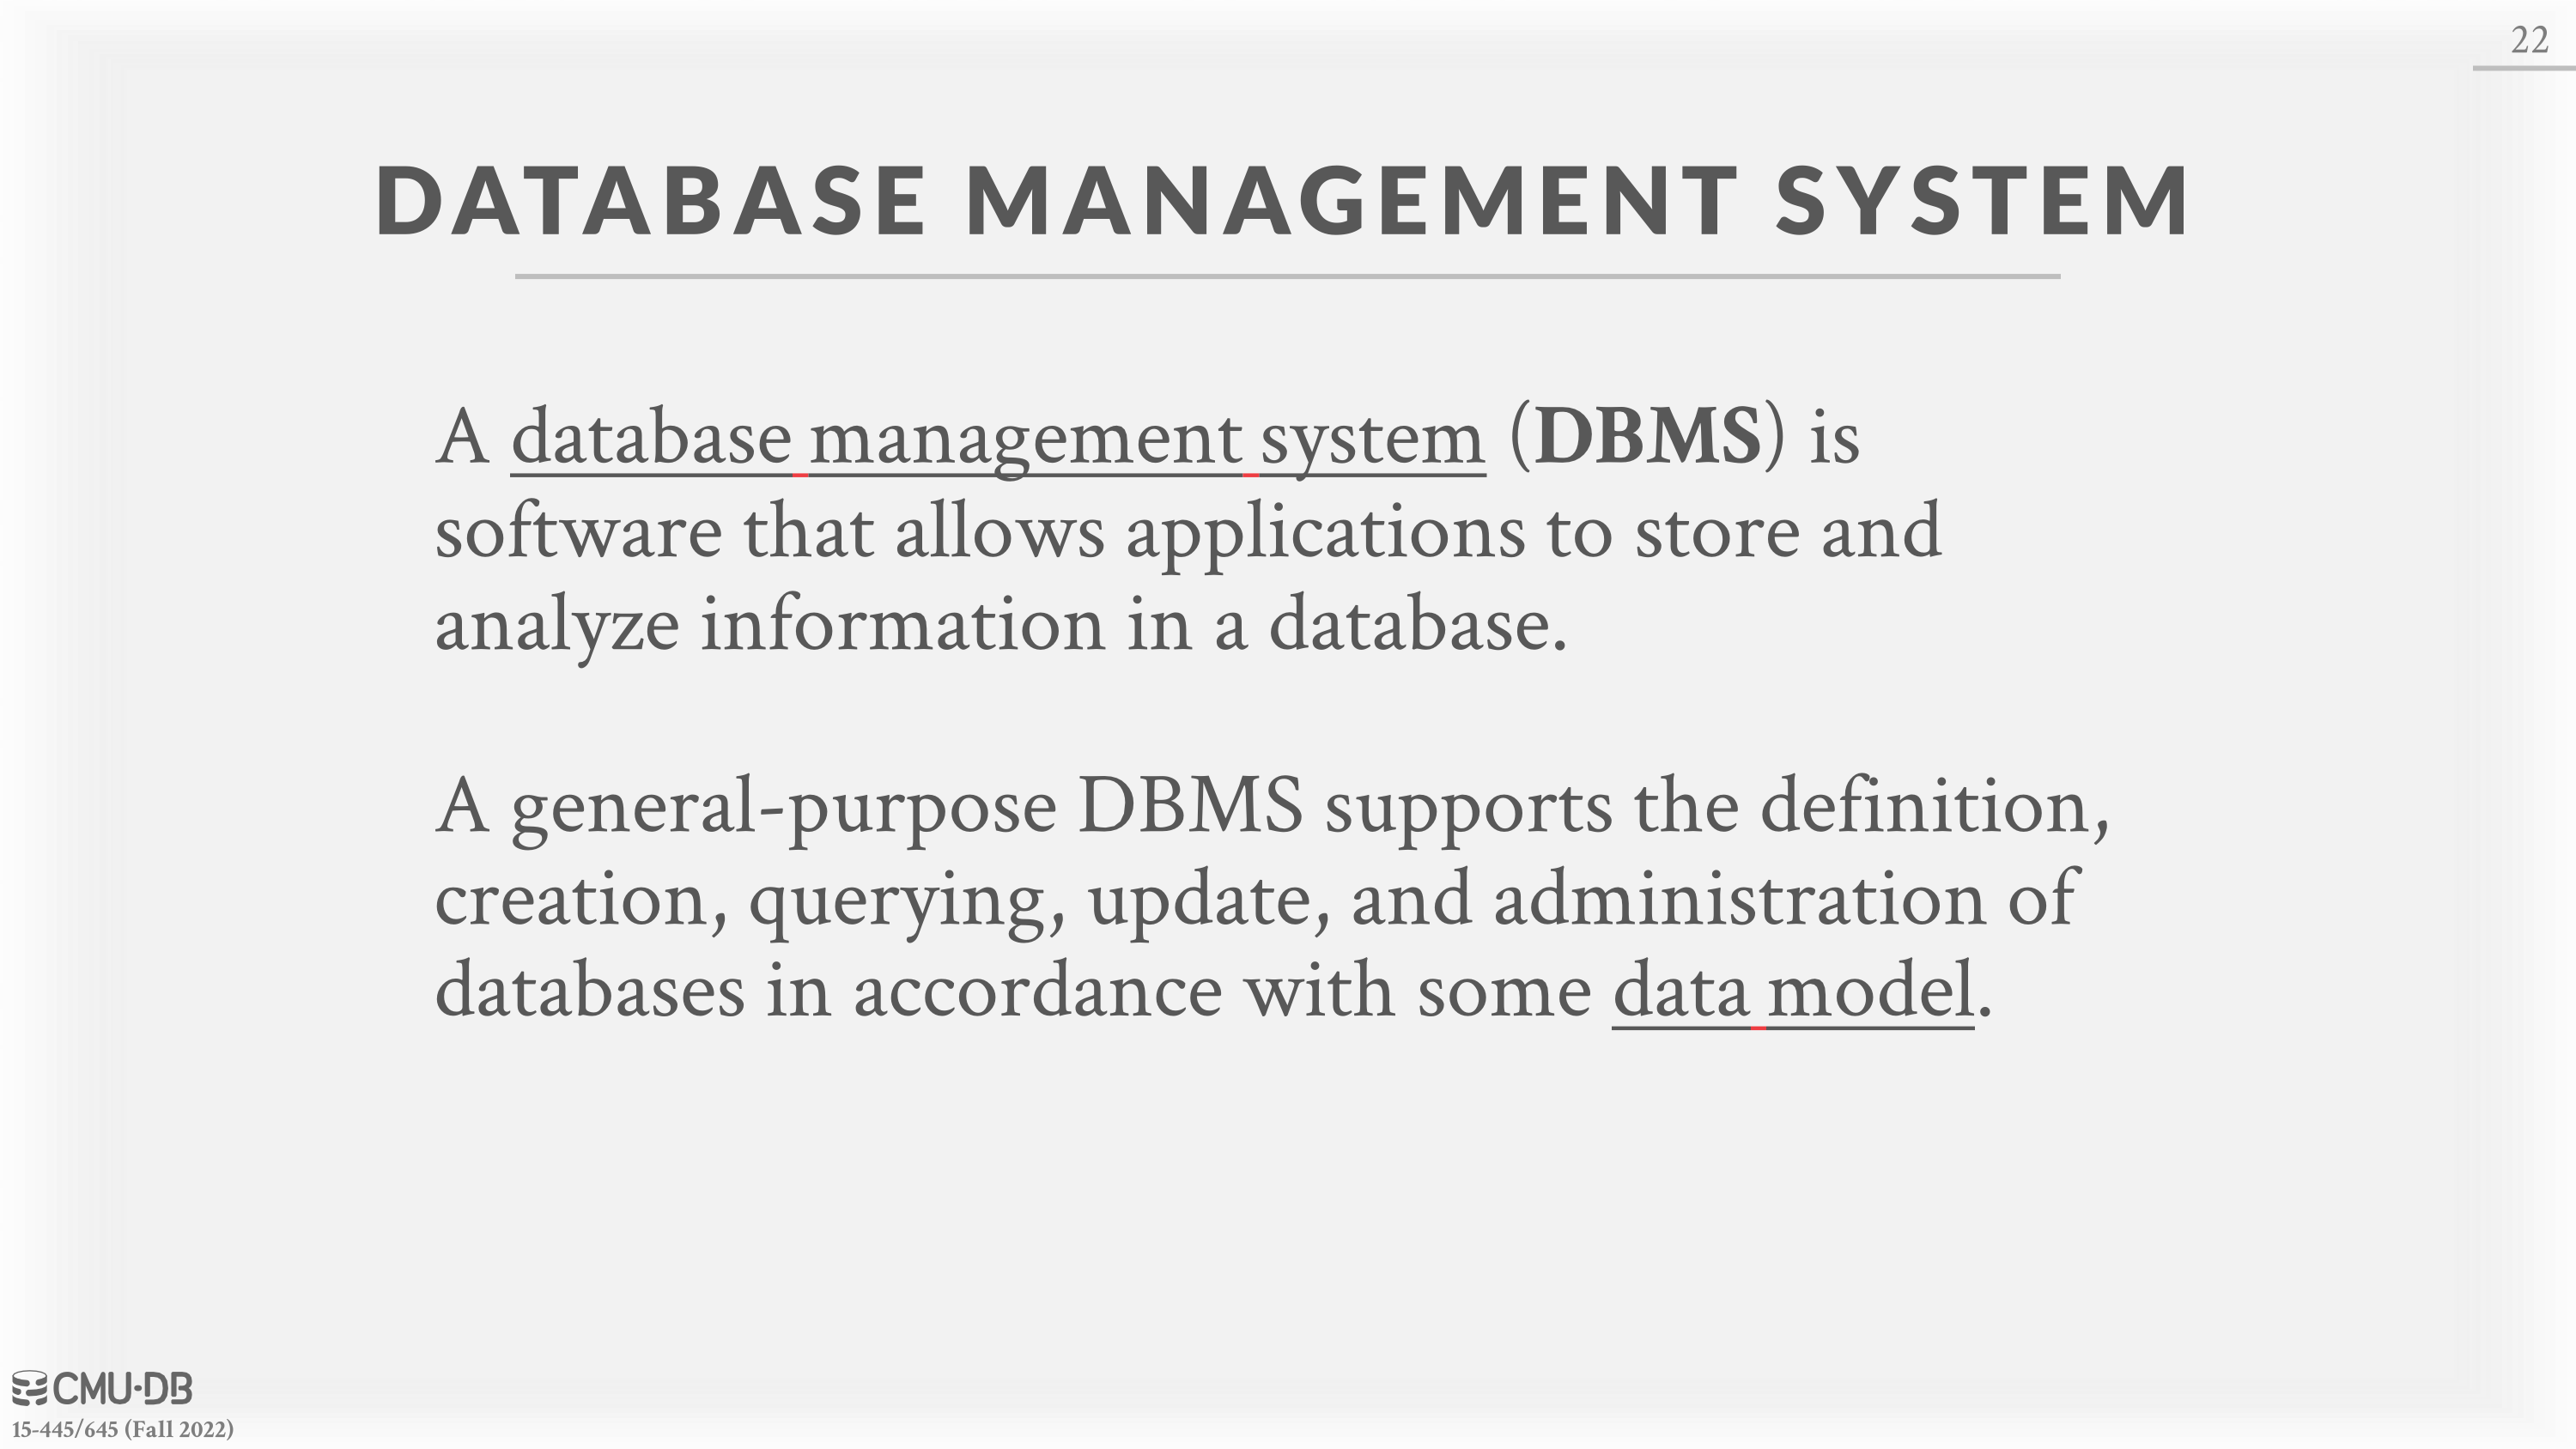 22
DATABASE MANAGEMENT SYSTEM
A database management system (DBMS) is
software that allows applications to store and
analyze information in a database.
A general-purpose DBMS supports the definition,
creation, querying, update, and administration of
databases in accordance with some data model.
CMU·DB
15-445/645 (Fall 2022)